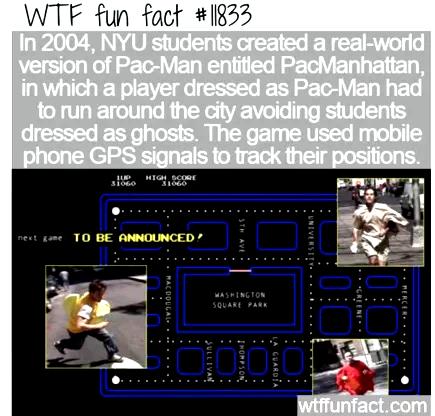 WTF fun fact #11833
In 2004, NYU students created a real-world
version of Pac-Man entitled PacManhattan,
in which a player dressed as Pac-Man had
to run around the city avoiding students
dressed as ghosts. The game used mobile
phone GPS signals to track their positions.
1UP HIGH SCORE
31060 31060
next game TO BE ANNOUNCED!
5TH AVE
UNIVERSITY
MACDOUGAL
WASHINGTON
SQUARE PARK
GREENE
MERCER
SULLIVAN
THOMPSON
LA GUARDIA
wtffunfact.com